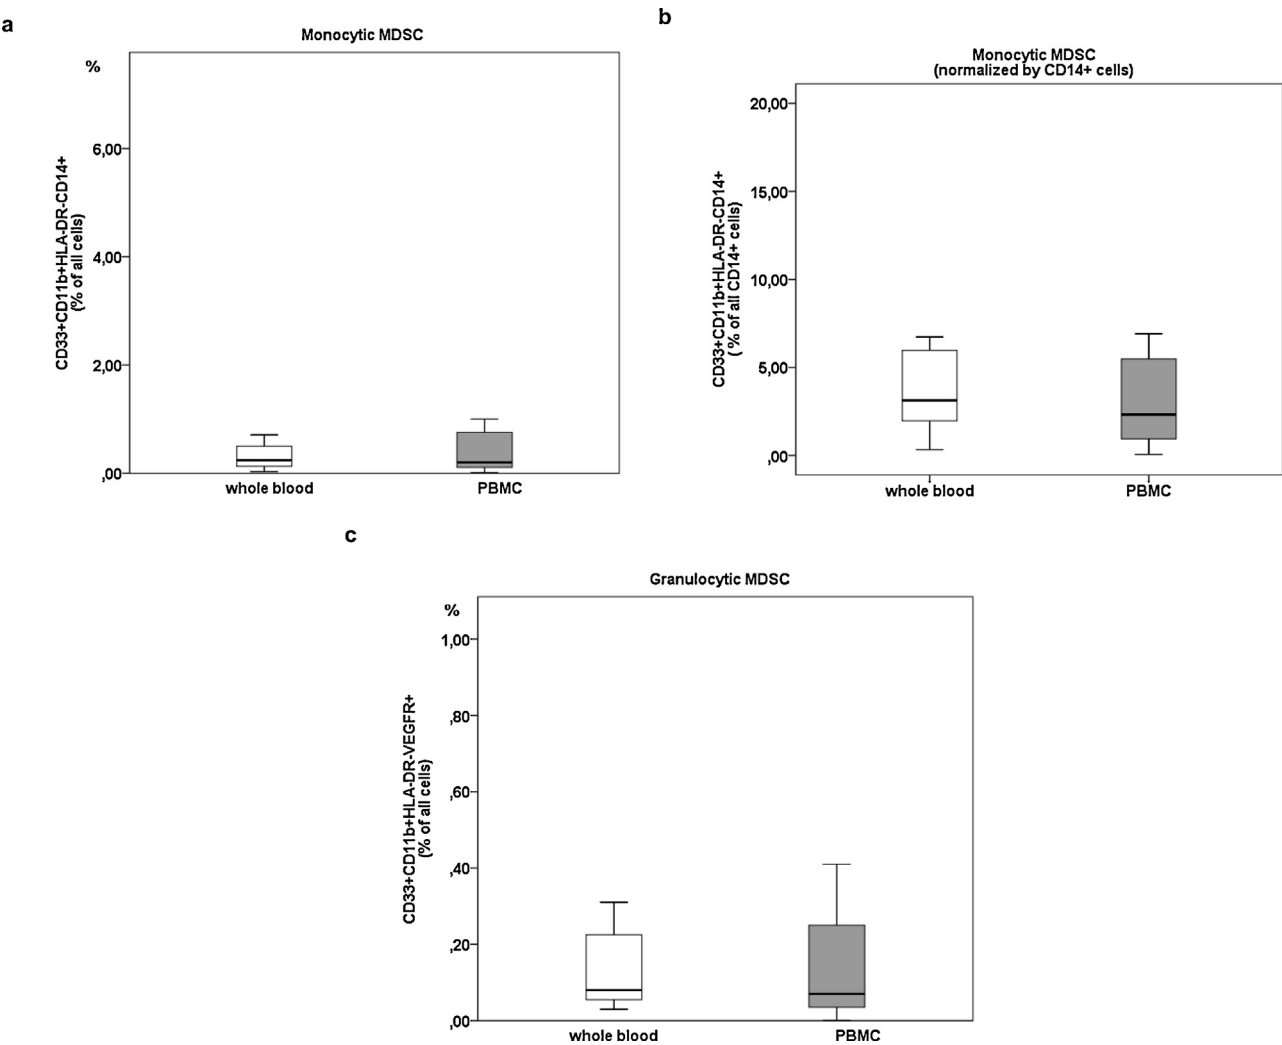 a
Monocytic MDSC
%
CD33+CD11b+HLA-DR-CD14+
(% of all cells)
6,00
4,00
2,00
,00
whole blood
PBMC
b
Monocytic MDSC
(normalized by CD14+ cells)
CD33+CD11b+HLA-DR-CD14+
( % of all CD14+ cells)
20,00
15,00
10,00
5,00
,00
whole blood
PBMC
c
Granulocytic MDSC
%
CD33+CD11b+HLA-DR-VEGFR+
(% of all cells)
1,00
,80
,60
,40
,20
,00
whole blood
PBMC